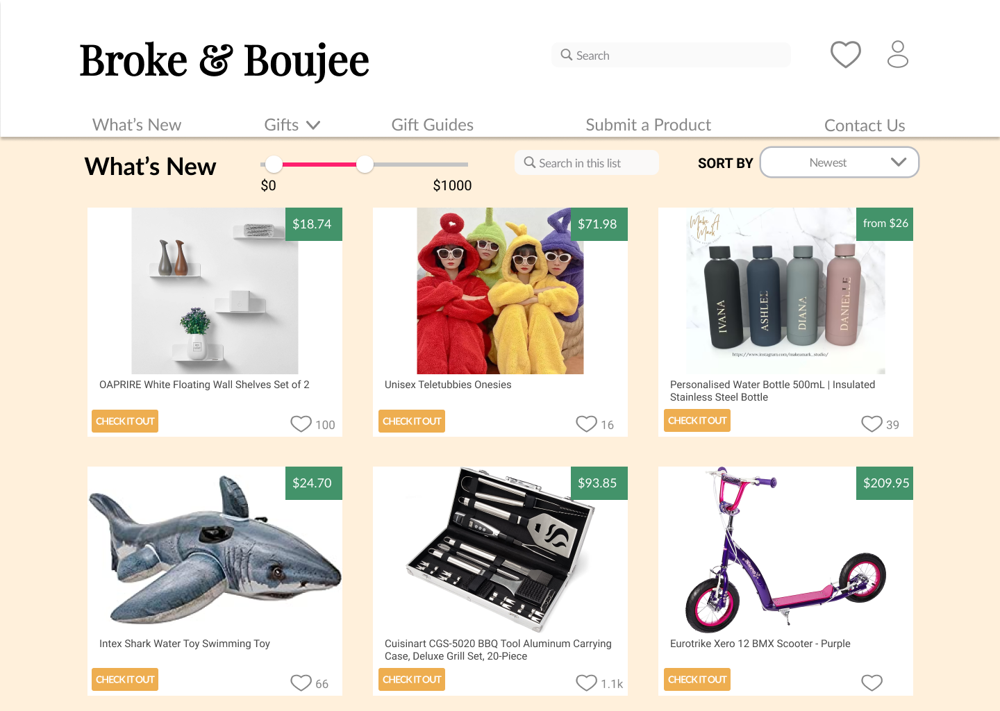 Broke & Boujee
Search
What's New
Gifts
Gift Guides
Submit a Product
Contact Us
What's New
$0
$1000
Search in this list
SORT BY
Newest
$18.74
OAPRIRE White Floating Wall Shelves Set of 2
CHECK IT OUT
100
$71.98
Unisex Teletubbies Onesies
CHECK IT OUT
16
Make A
Mark
from $26
IVANA
ASHLEE
DIANA
DANIELLE
https://www.instagram.com/makeamark_studio/
Personalised Water Bottle 500mL | Insulated
Stainless Steel Bottle
CHECK IT OUT
39
$24.70
Intex Shark Water Toy Swimming Toy
CHECK IT OUT
66
$93.85
Cuisinart CGS-5020 BBQ Tool Aluminum Carrying
Case, Deluxe Grill Set, 20-Piece
CHECK IT OUT
1.1k
$209.95
Eurotrike Xero 12 BMX Scooter - Purple
CHECK IT OUT